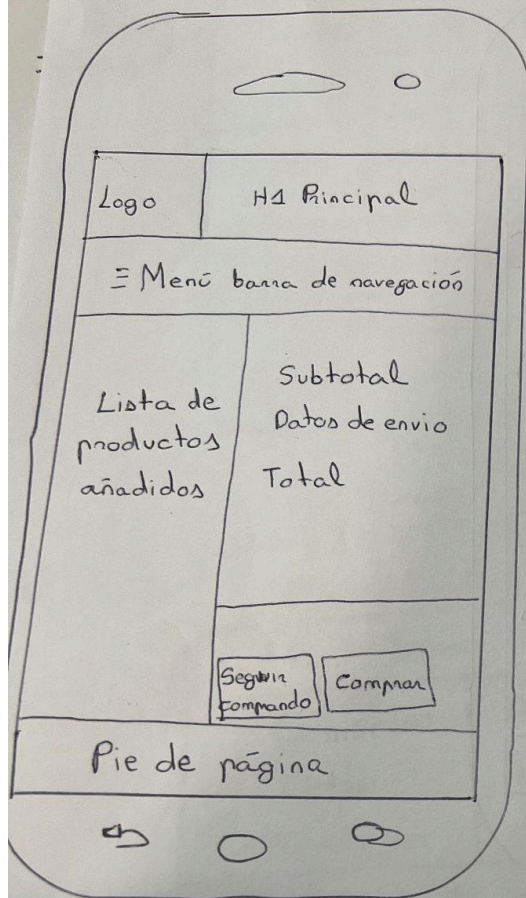 Logo
H1 Principal
☰ Menú barra de navegación
Lista de
productos
añadidos
Subtotal
Datos de envio
Total
Seguir
comprando
Comprar
Pie de página